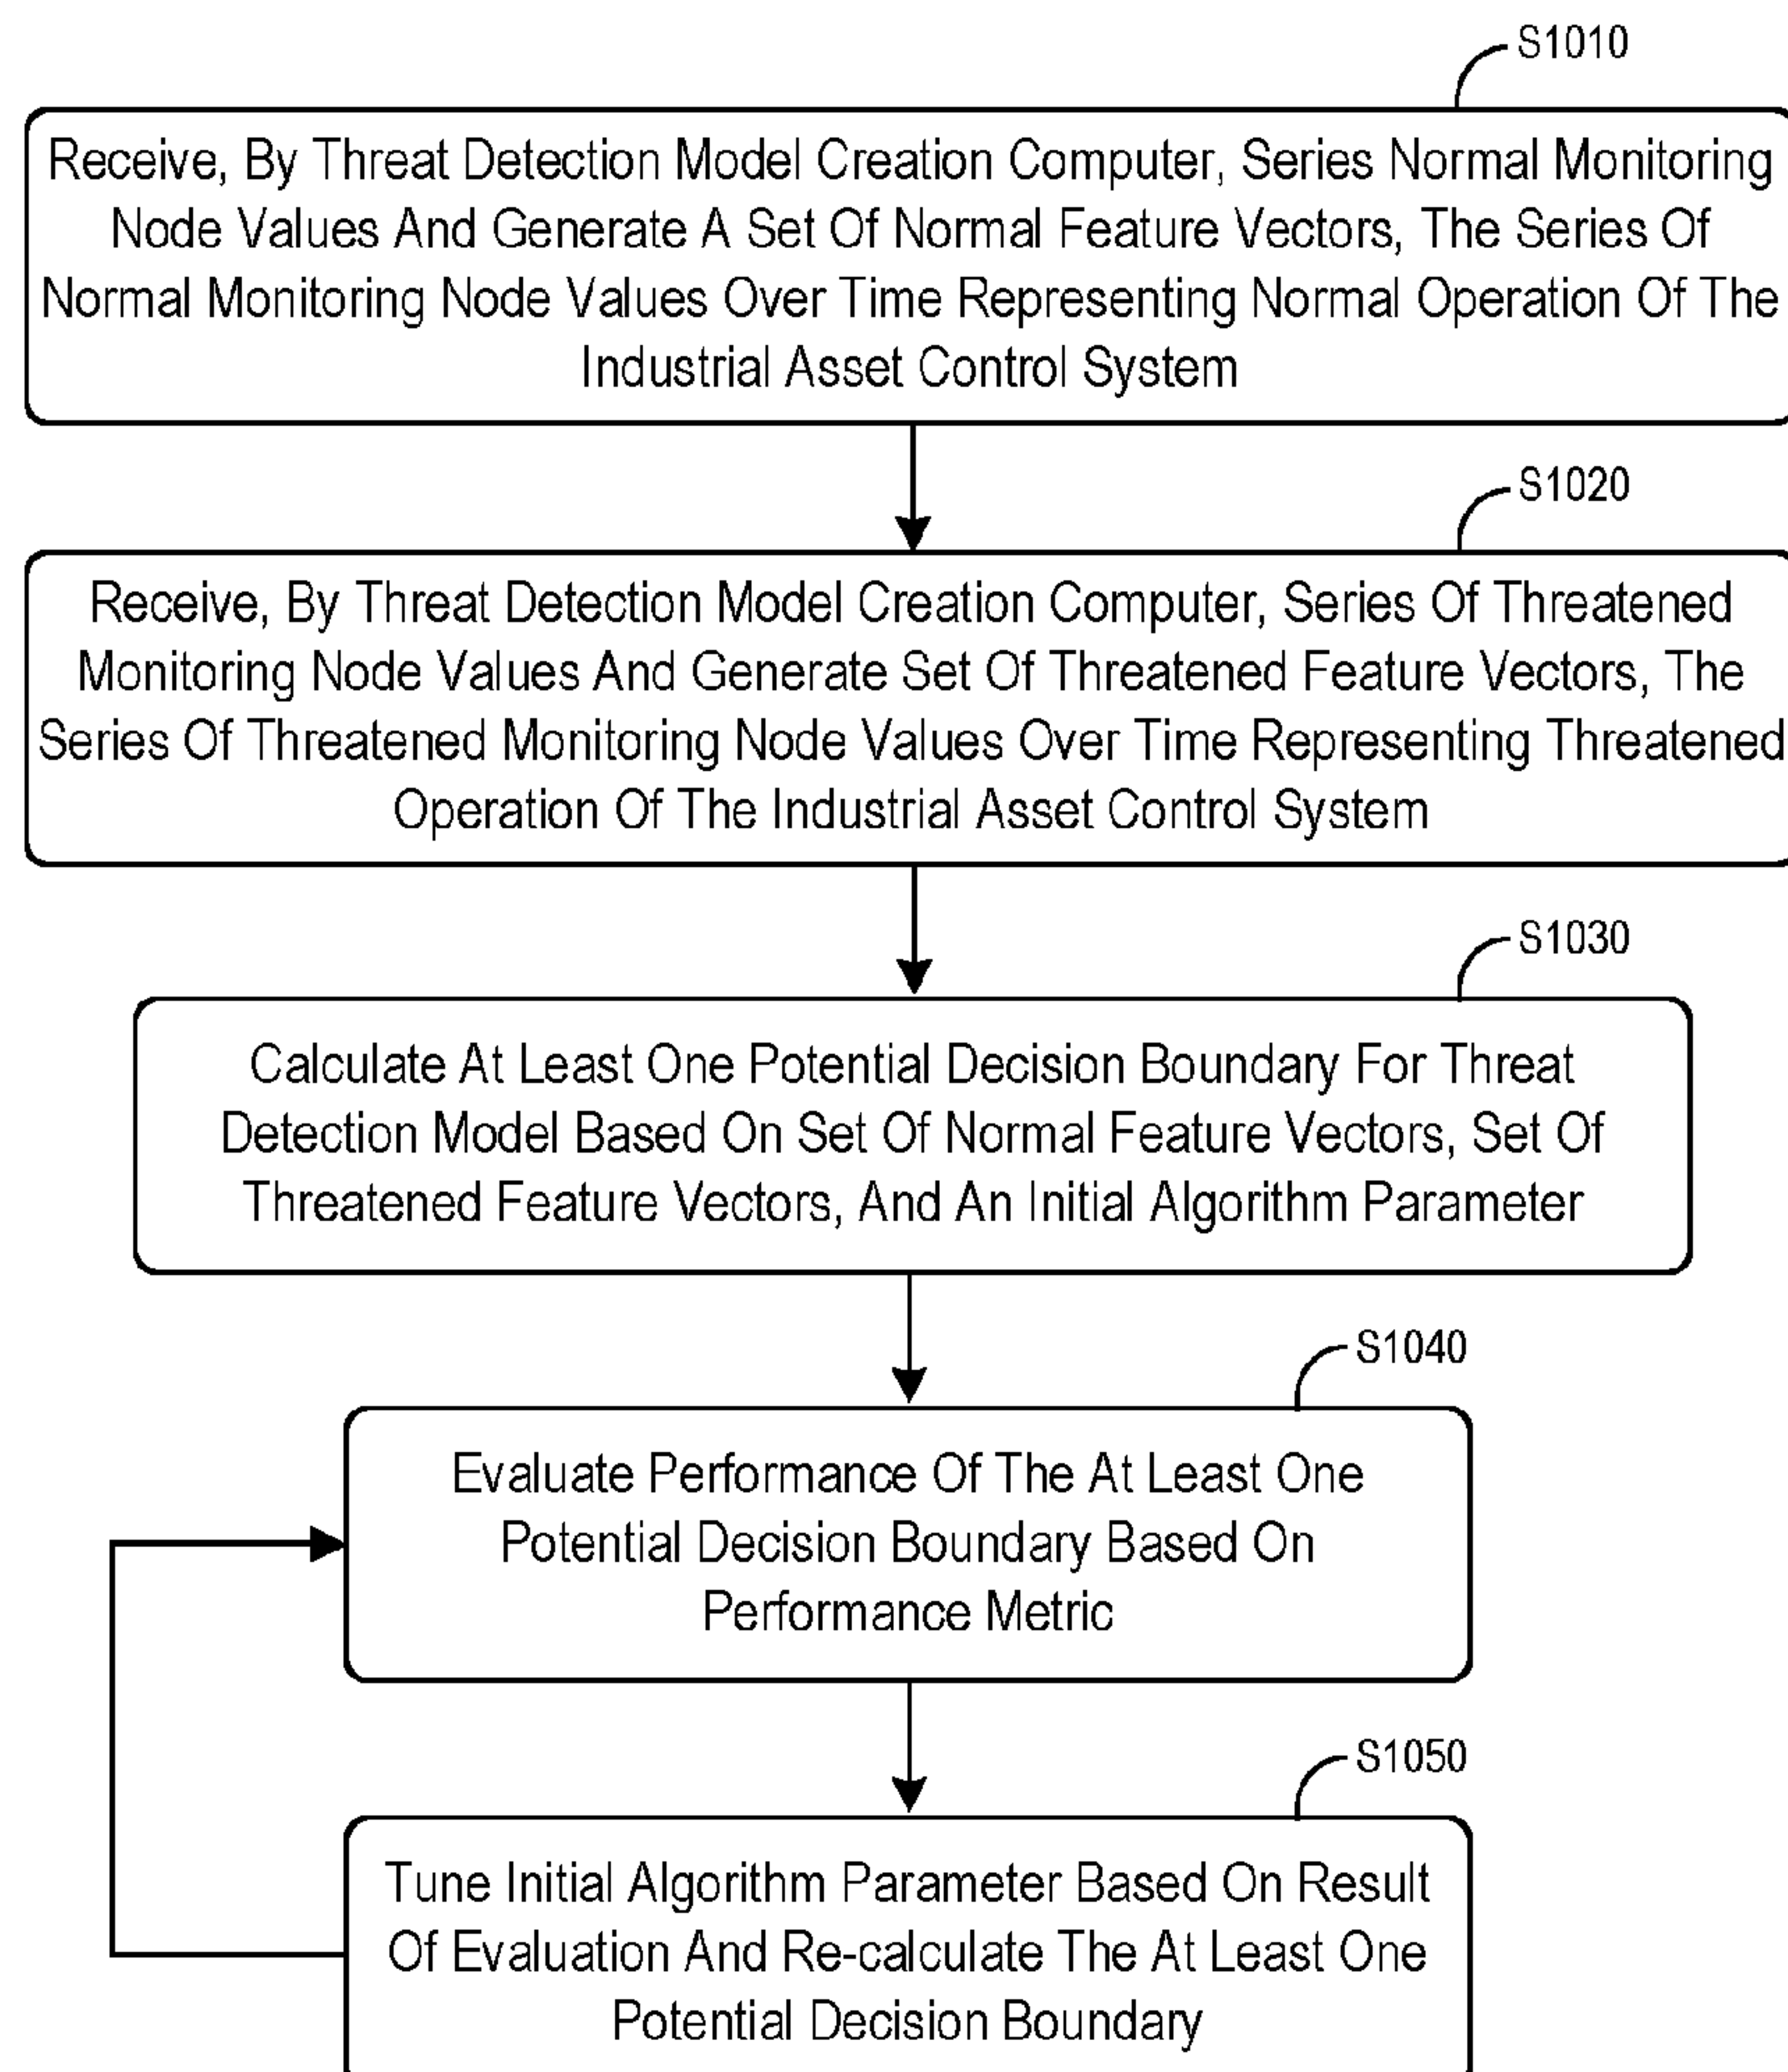 S1010
Receive, By Threat Detection Model Creation Computer, Series Normal Monitoring
Node Values And Generate A Set Of Normal Feature Vectors, The Series Of
Normal Monitoring Node Values Over Time Representing Normal Operation Of The
Industrial Asset Control System
S1020
Receive, By Threat Detection Model Creation Computer, Series Of Threatened
Monitoring Node Values And Generate Set Of Threatened Feature Vectors, The
Series Of Threatened Monitoring Node Values Over Time Representing Threatened
Operation Of The Industrial Asset Control System
S1030
Calculate At Least One Potential Decision Boundary For Threat
Detection Model Based On Set Of Normal Feature Vectors, Set Of
Threatened Feature Vectors, And An Initial Algorithm Parameter
S1040
Evaluate Performance Of The At Least One
Potential Decision Boundary Based On
Performance Metric
S1050
Tune Initial Algorithm Parameter Based On Result
Of Evaluation And Re-calculate The At Least One
Potential Decision Boundary